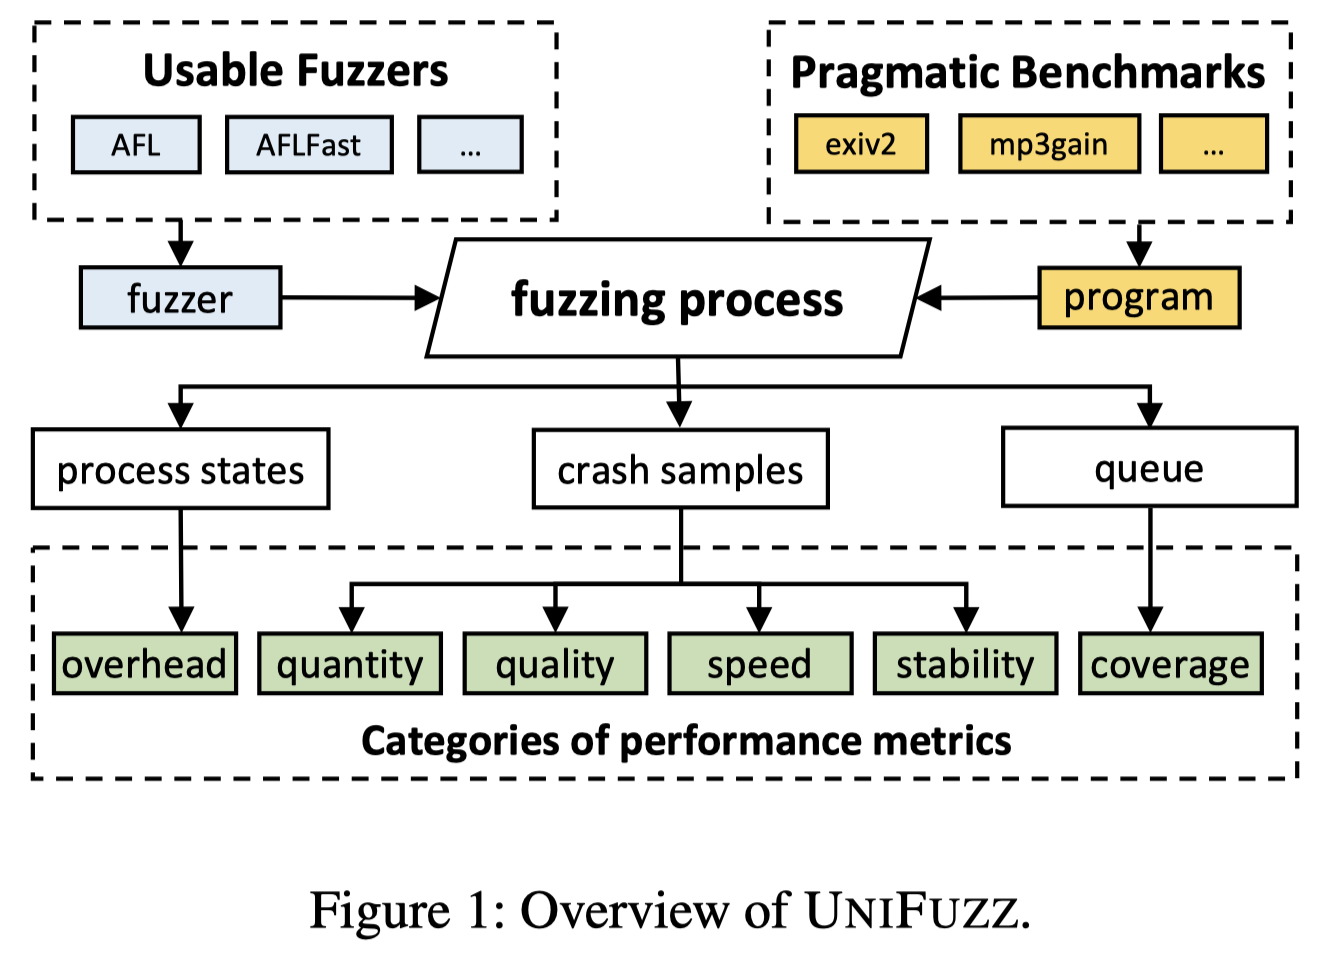 Usable Fuzzers
AFL
AFLFast
...
Pragmatic Benchmarks
exiv2
mp3gain
...
fuzzer
fuzzing process
program
process states
crash samples
queue
overhead
quantity
quality
speed
stability
coverage
Categories of performance metrics
Figure 1: Overview of UNIFUZZ.